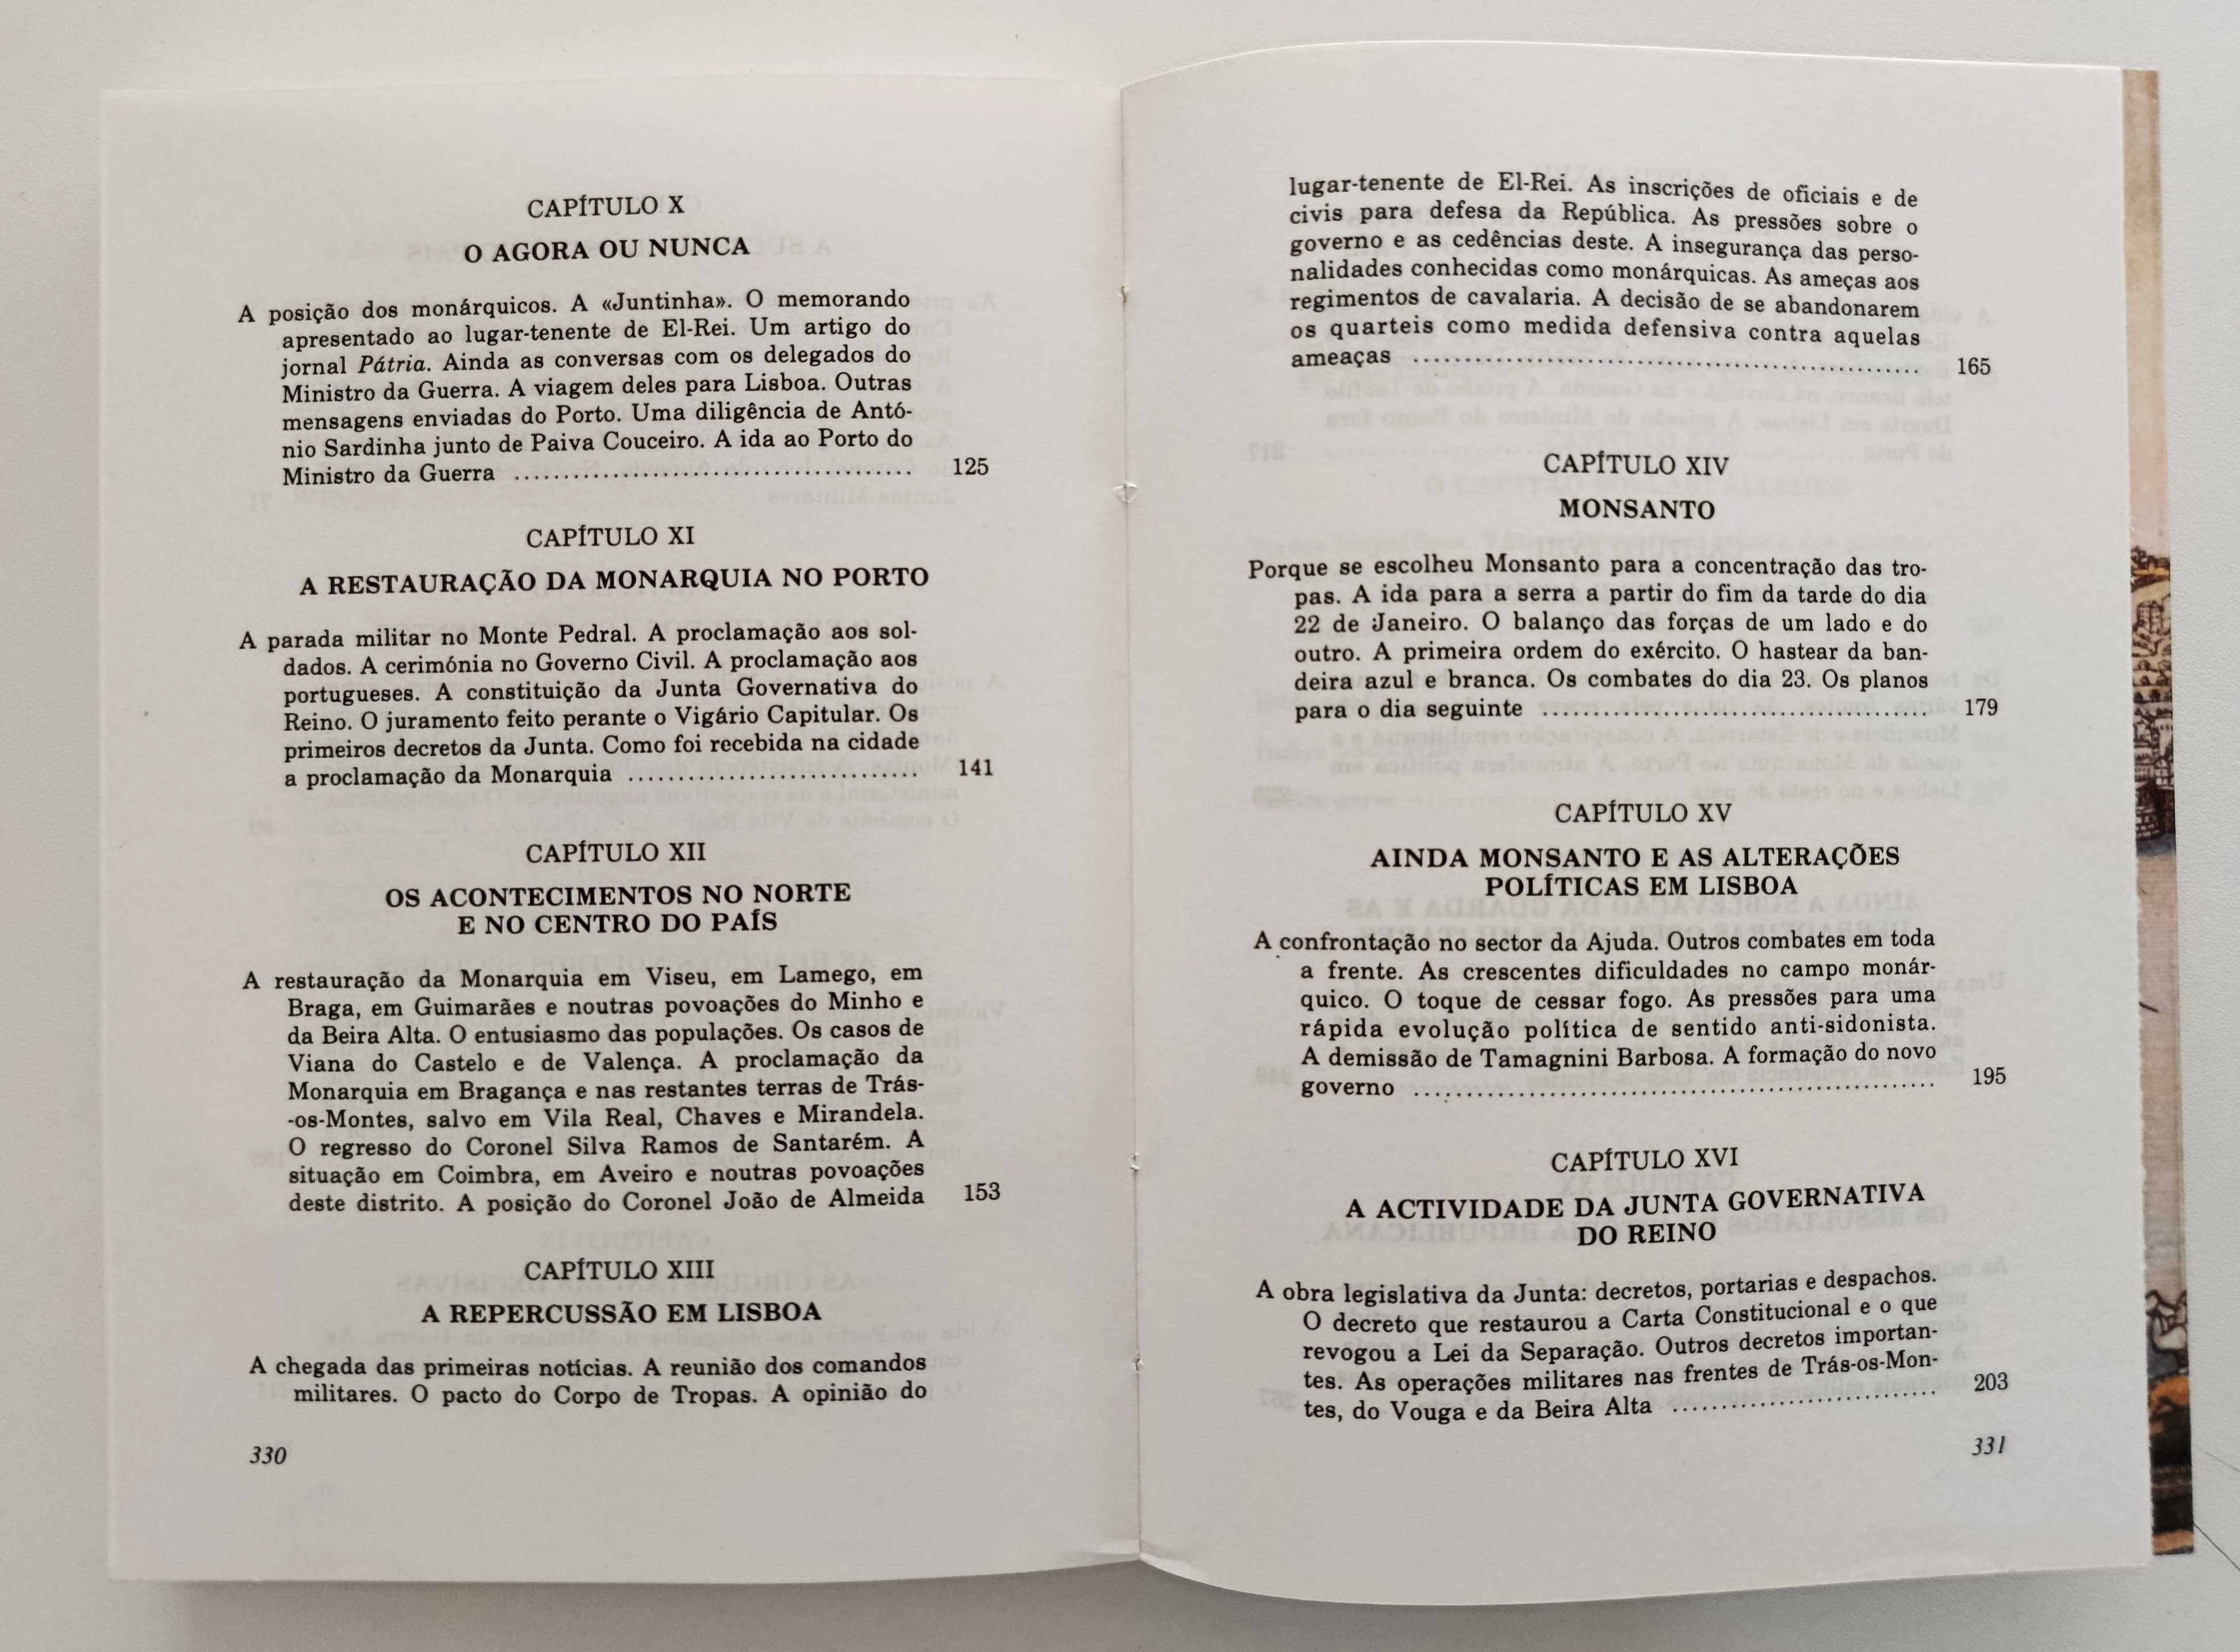 CAPÍTULO X
O AGORA OU NUNCA
A posição dos monárquicos. A «Juntinha». O memorando
apresentado ao lugar-tenente de El-Rei. Um artigo do
jornal Pátria. Ainda as conversas com os delegados do
Ministro da Guerra. A viagem deles para Lisboa. Outras
mensagens enviadas do Porto. Uma diligência de Antó-
nio Sardinha junto de Paiva Couceiro. A ida ao Porto do
Ministro da Guerra ........................................ 125
CAPÍTULO XI
A RESTAURAÇÃO DA MONARQUIA NO PORTO
A parada militar no Monte Pedral. A proclamação aos sol-
dados. A cerimónia no Governo Civil. A proclamação aos
portugueses. A constituição da Junta Governativa do
Reino. O juramento feito perante o Vigário Capitular. Os
primeiros decretos da Junta. Como foi recebida na cidade
a proclamação da Monarquia ............................. 141
CAPÍTULO XII
OS ACONTECIMENTOS NO NORTE
E NO CENTRO DO PAÍS
A restauração da Monarquia em Viseu, em Lamego, em
Braga, em Guimarães e noutras povoações do Minho e
da Beira Alta. O entusiasmo das populações. Os casos de
Viana do Castelo e de Valença. A proclamação da
Monarquia em Bragança e nas restantes terras de Trás-
-os-Montes, salvo em Vila Real, Chaves e Mirandela.
O regresso do Coronel Silva Ramos de Santarém. A
situação em Coimbra, em Aveiro e noutras povoações
deste distrito. A posição do Coronel João de Almeida 153
CAPÍTULO XIII
A REPERCUSSÃO EM LISBOA
A chegada das primeiras notícias. A reunião dos comandos
militares. O pacto do Corpo de Tropas. A opinião do
330
lugar-tenente de El-Rei. As inscrições de oficiais e de
civis para defesa da República. As pressões sobre o
governo e as cedências deste. A insegurança das perso-
nalidades conhecidas como monárquicas. As ameças aos
regimentos de cavalaria. A decisão de se abandonarem
os quarteis como medida defensiva contra aquelas
ameaças .................................................. 165
CAPÍTULO XIV
MONSANTO
Porque se escolheu Monsanto para a concentração das tro-
pas. A ida para a serra a partir do fim da tarde do dia
22 de Janeiro. O balanço das forças de um lado e do
outro. A primeira ordem do exército. O hastear da ban-
deira azul e branca. Os combates do dia 23. Os planos
para o dia seguinte ...................................... 179
CAPÍTULO XV
AINDA MONSANTO E AS ALTERAÇÕES
POLÍTICAS EM LISBOA
A confrontação no sector da Ajuda. Outros combates em toda
a frente. As crescentes dificuldades no campo monár-
quico. O toque de cessar fogo. As pressões para uma
rápida evolução política de sentido anti-sidonista.
A demissão de Tamagnini Barbosa. A formação do novo
governo ................................................... 195
CAPÍTULO XVI
A ACTIVIDADE DA JUNTA GOVERNATIVA
DO REINO
A obra legislativa da Junta: decretos, portarias e despachos.
O decreto que restaurou a Carta Constitucional e o que
revogou a Lei da Separação. Outros decretos importan-
tes. As operações militares nas frentes de Trás-os-Mon-
tes, do Vouga e da Beira Alta .......................... 203
331